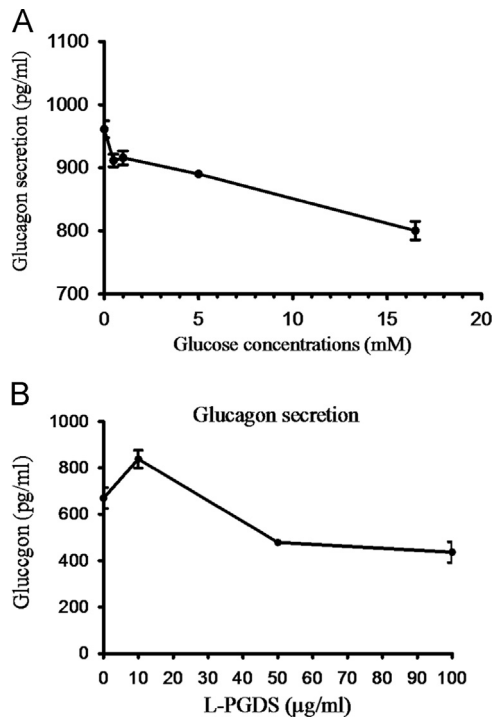 A
Glucagon secretion (pg/ml)
1100
1000
900
800
700
0 5 10 15 20
Glucose concentrations (mM)
B
Glucagon secretion
Gluccgon (pg/ml)
1000
800
600
400
200
0
0 10 20 30 40 50 60 70 80 90 100
L-PGDS (µg/ml)